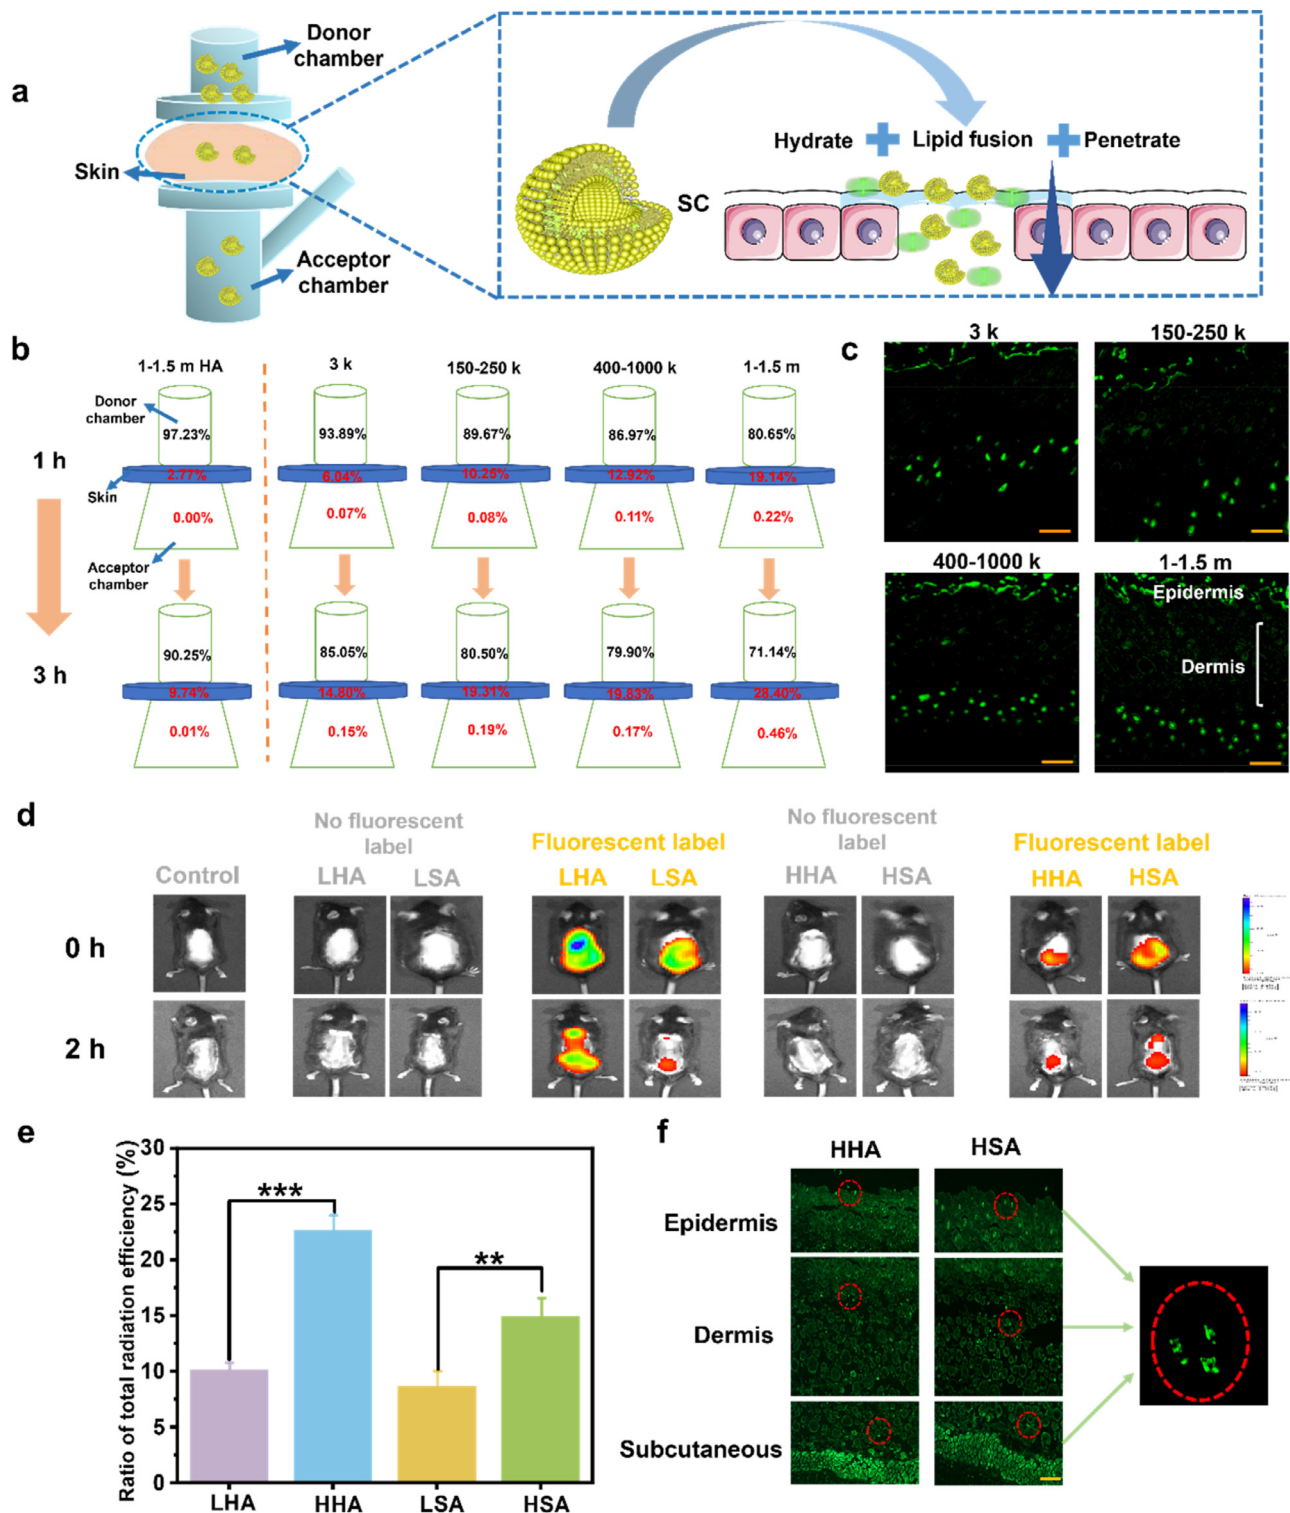 a
Donor
chamber
Skin
Acceptor
chamber
Hydrate
Lipid fusion
Penetrate
SC
b
1-1.5 m HA
3 k
150-250 k
400-1000 k
1-1.5 m
Donor
chamber
1 h
97.23%
93.89%
89.67%
86.97%
80.65%
Skin
2.77%
6.04%
10.25%
12.92%
19.14%
0.00%
0.07%
0.08%
0.11%
0.22%
Acceptor
chamber
3 h
90.25%
85.05%
80.50%
79.90%
71.14%
9.74%
14.80%
19.31%
19.83%
28.40%
0.01%
0.15%
0.19%
0.17%
0.46%
c
3 k
150-250 k
400-1000 k
1-1.5 m
Epidermis
Dermis
d
Control
No fluorescent
label
LHA
LSA
Fluorescent label
LHA
LSA
No fluorescent
label
HHA
HSA
Fluorescent label
HHA
HSA
0 h
2 h
e
Ratio of total radiation efficiency (%)
30
25
20
15
10
5
0
***
**
LHA
HHA
LSA
HSA
f
HHA
HSA
Epidermis
Dermis
Subcutaneous